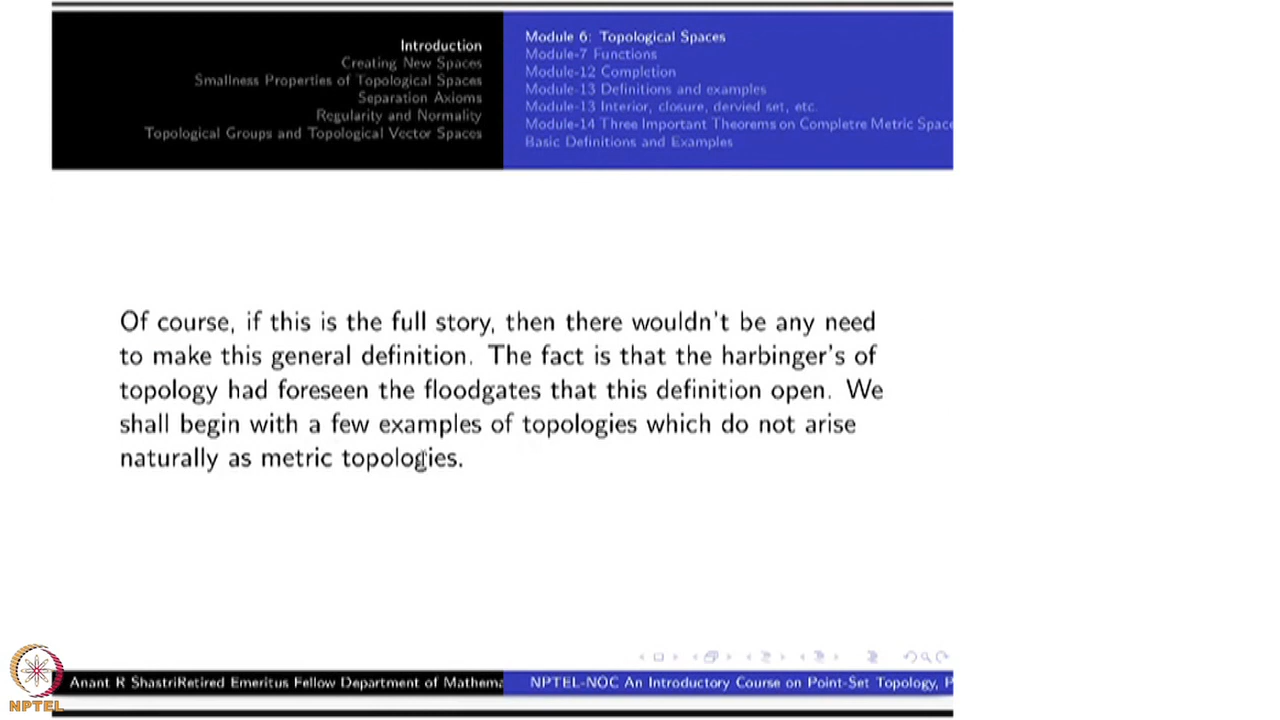 Introduction
Creating New Spaces
Smallness Properties of Topological Spaces
Separation Axioms
Regularity and Normality
Topological Groups and Topological Vector Spaces
Module 6: Topological Spaces
Module-7 Functions
Module-12 Completion
Module-13 Definitions and examples
Module-13 Interior, closure, dervied set, etc.
Module-14 Three Important Theorems on Completre Metric Space
Basic Definitions and Examples
Of course, if this is the full story, then there wouldn't be any need
to make this general definition. The fact is that the harbinger's of
topology had foreseen the floodgates that this definition open. We
shall begin with a few examples of topologies which do not arise
naturally as metric topologies.
Anant R ShastriRetired Emeritus Fellow Department of Mathema
NPTEL-NOC An Introductory Course on Point-Set Topology, P
NPTEL